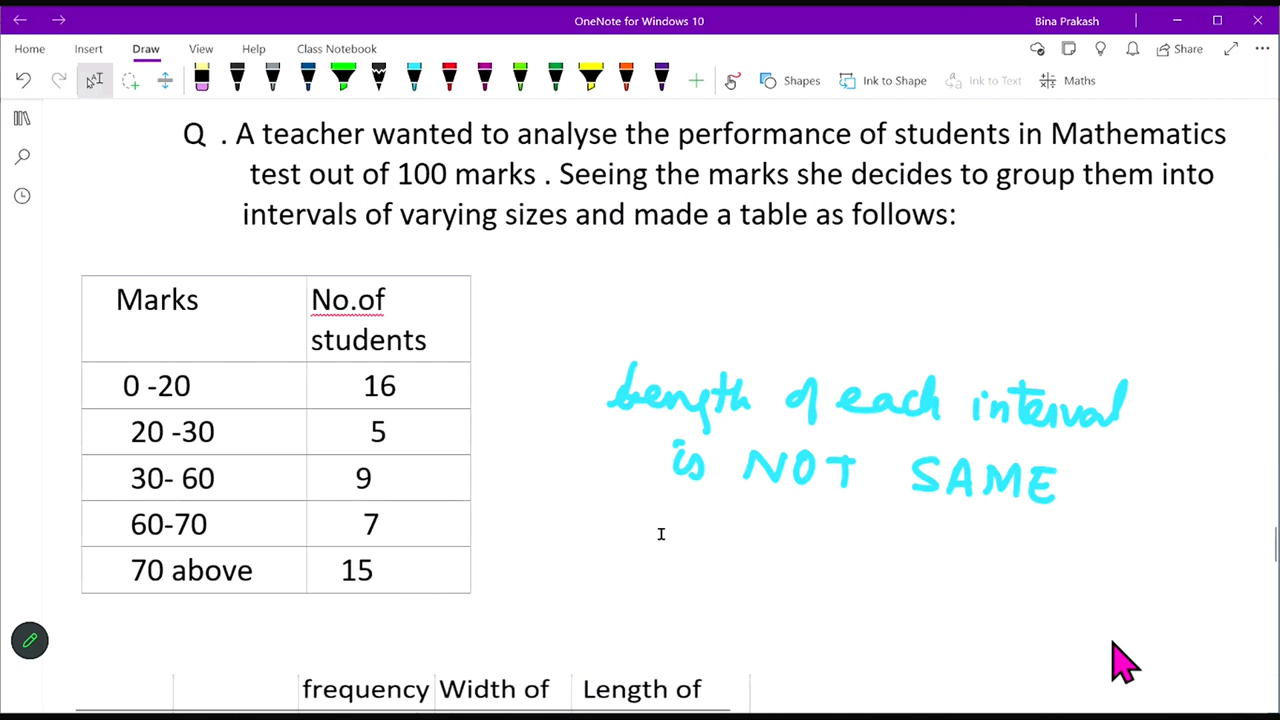 OneNote for Windows 10
Bina Prakash
Home Insert Draw View Help Class Notebook
Share
Shapes Ink to Shape Ink to Text Maths
Q . A teacher wanted to analyse the performance of students in Mathematics
test out of 100 marks . Seeing the marks she decides to group them into
intervals of varying sizes and made a table as follows:
Marks No.of
students
0 -20 16
20 -30 5
30- 60 9
60-70 7
70 above 15
Length of each interval
is NOT SAME
frequency Width of Length of